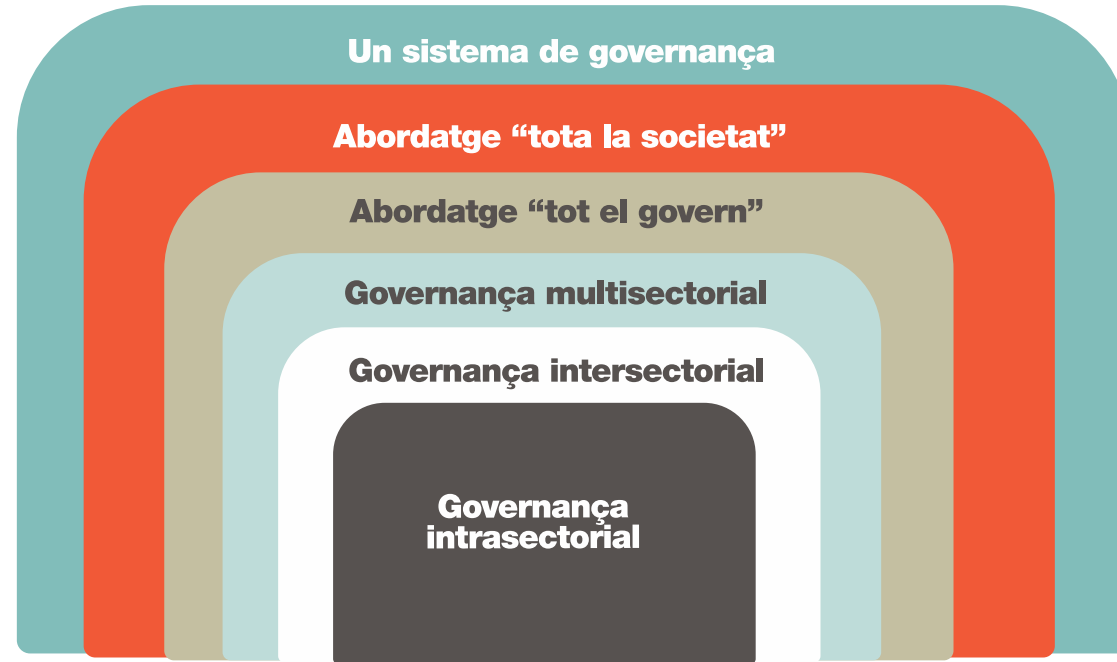 Un sistema de governança
Abordatge “tota la societat”
Abordatge “tot el govern”
Governança multisectorial
Governança intersectorial
Governança
intrasectorial